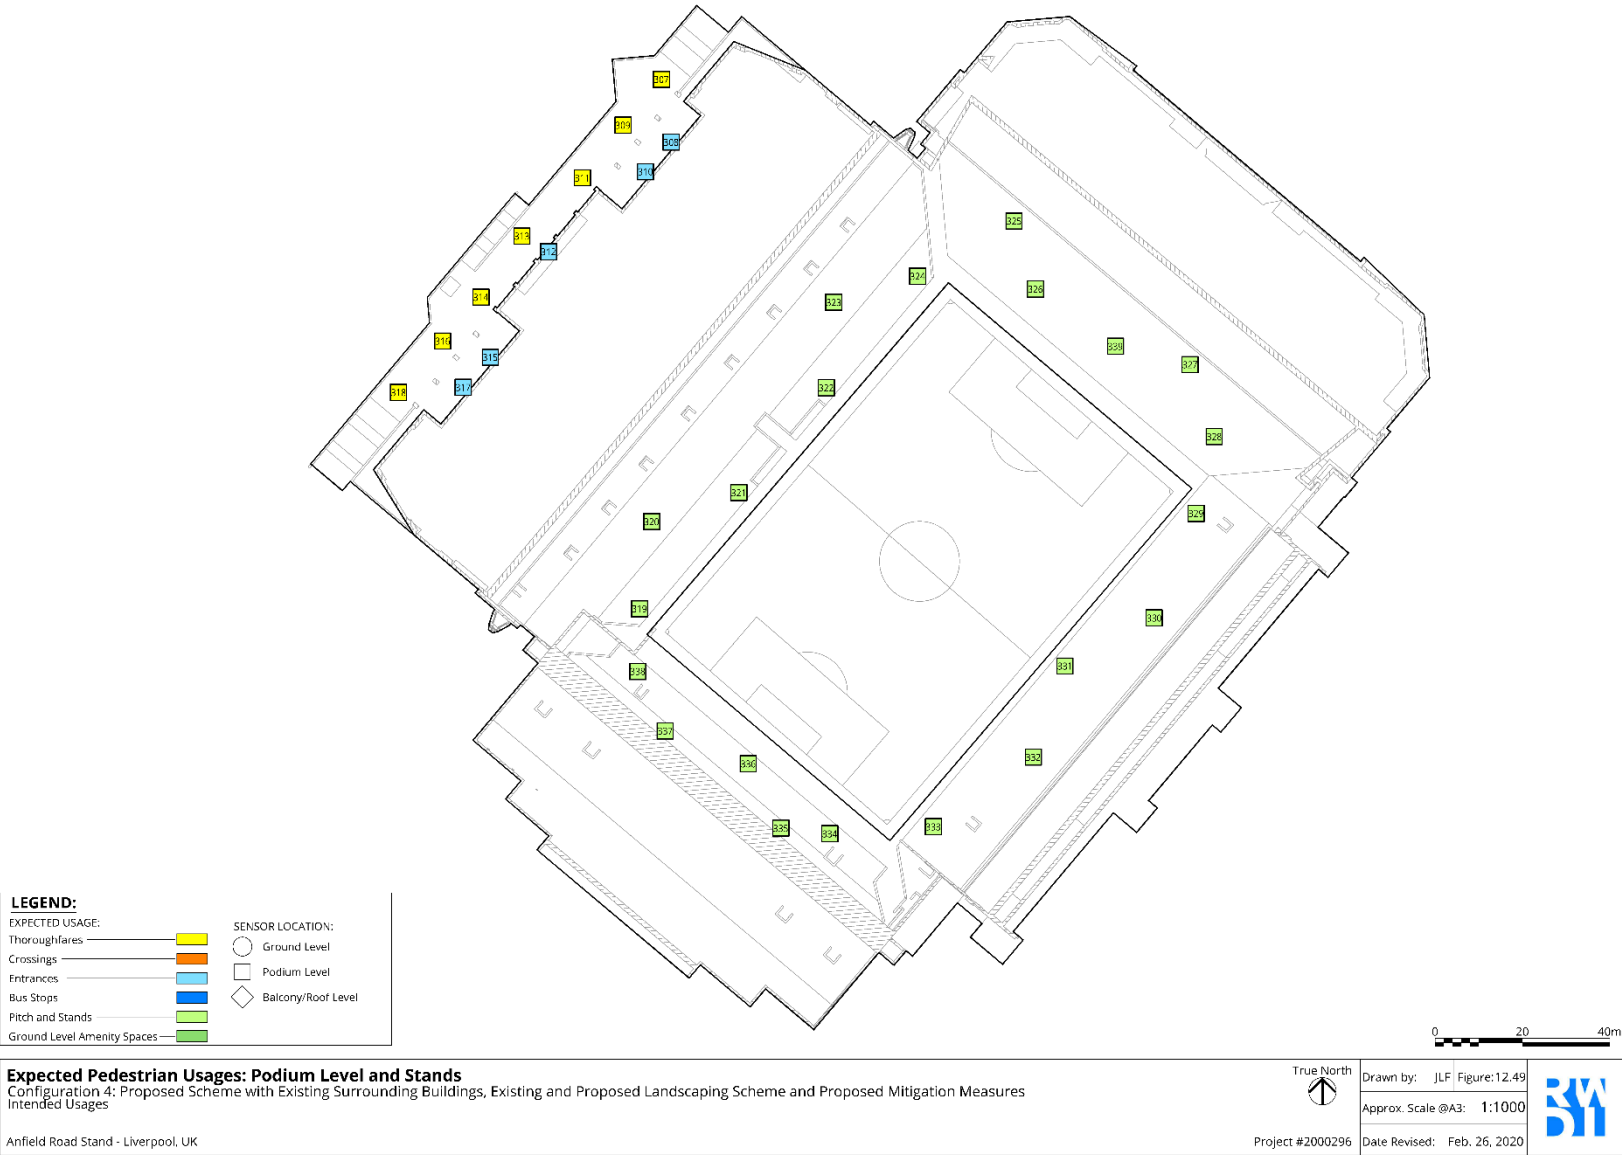 307
309
308
310
311
313
312
314
316
315
318
317
325
324
326
323
339
327
322
328
321
329
320
319
330
331
338
337
336
332
335
334
333
LEGEND:
EXPECTED USAGE:
Thoroughfares
Crossings
Entrances
Bus Stops
Pitch and Stands
Ground Level Amenity Spaces
SENSOR LOCATION:
Ground Level
Podium Level
Balcony/Roof Level
0 20 40m
Expected Pedestrian Usages: Podium Level and Stands
Configuration 4: Proposed Scheme with Existing Surrounding Buildings, Existing and Proposed Landscaping Scheme and Proposed Mitigation Measures
Intended Usages
Anfield Road Stand - Liverpool, UK
True North
Project #2000296
Drawn by: JLF Figure:12.49
Approx. Scale @A3: 1:1000
Date Revised: Feb. 26, 2020
RWDI